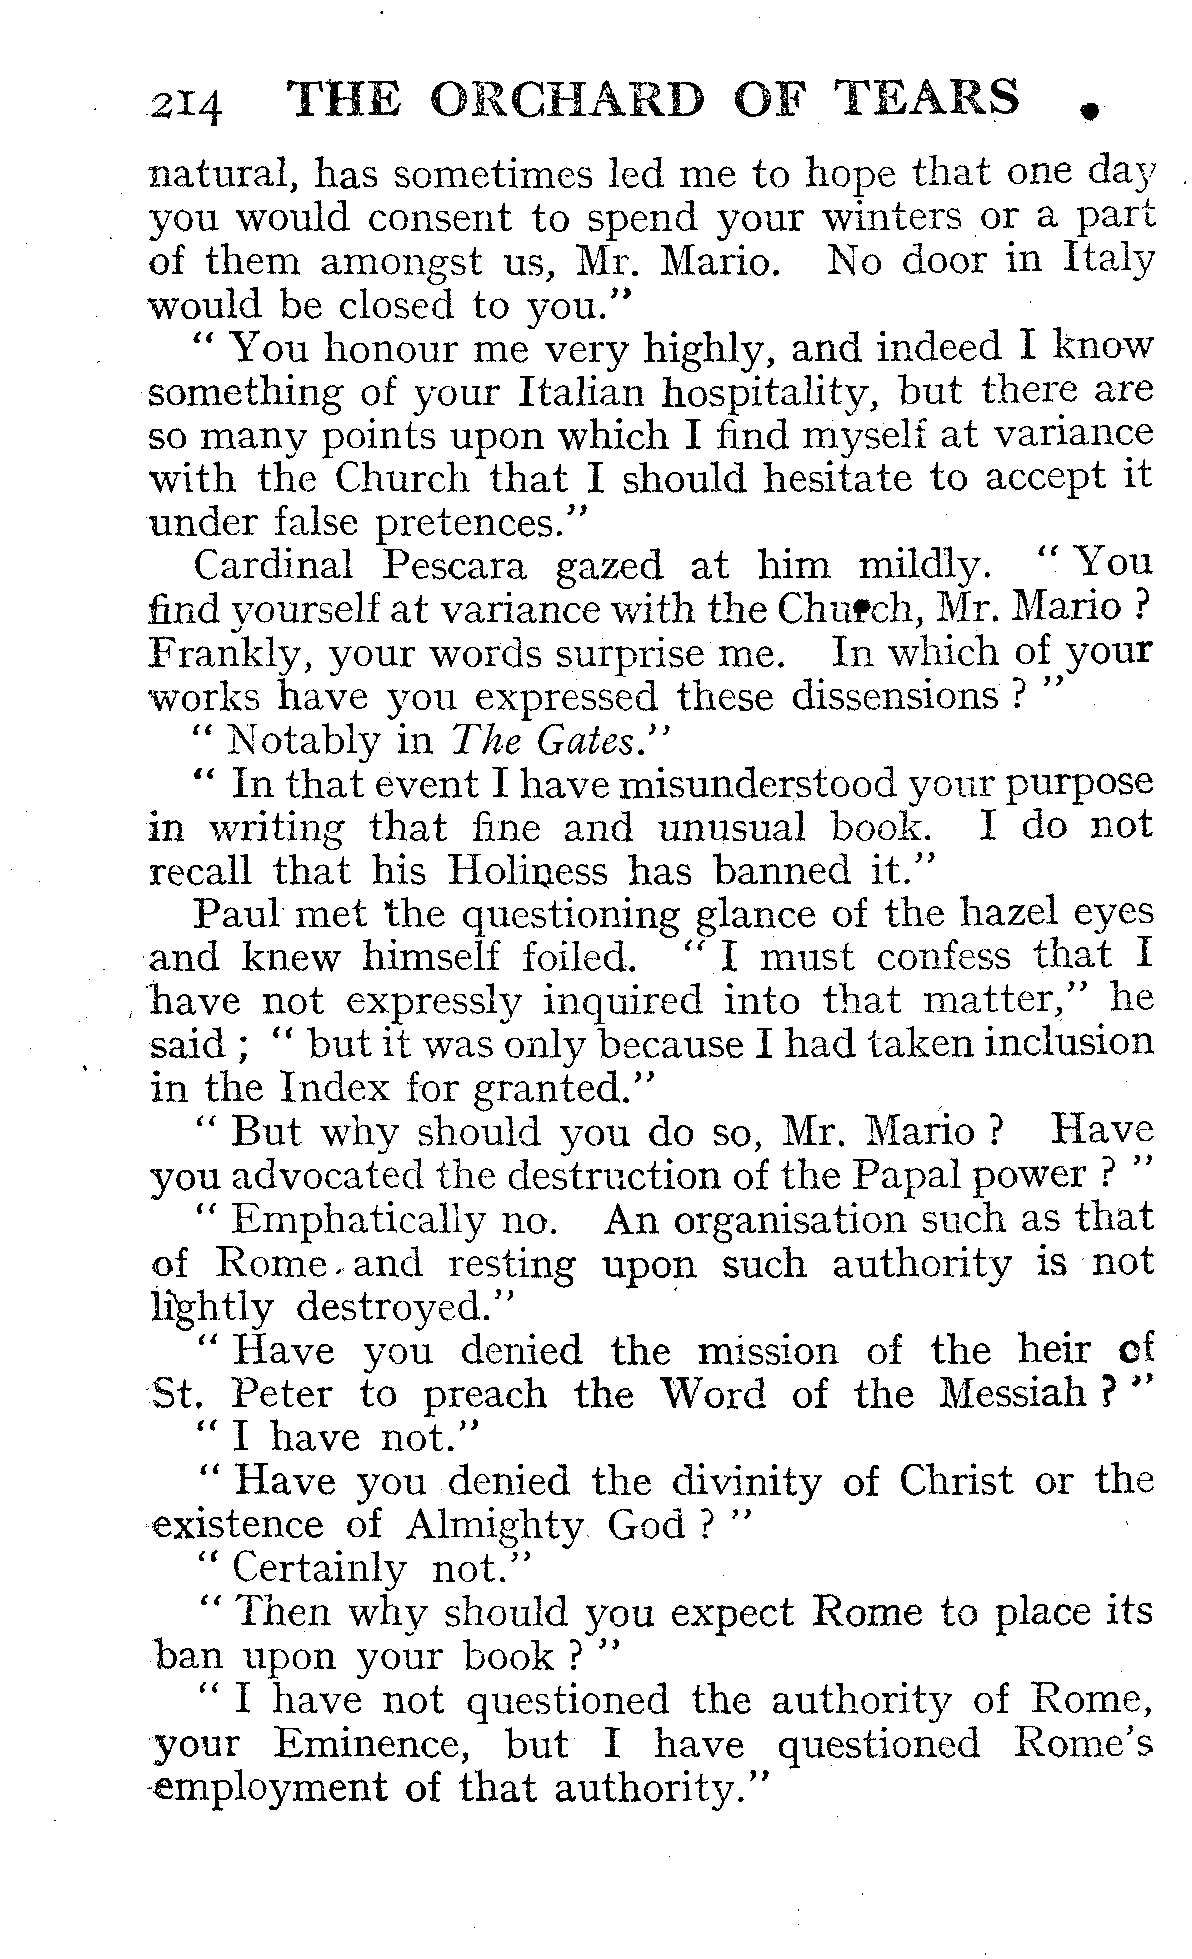 214 THE ORCHARD OF TEARS
natural, has sometimes led me to hope that one day
you would consent to spend your winters or a part
of them amongst us, Mr. Mario. No door in Italy
would be closed to you."
" You honour me very highly, and indeed I know
something of your Italian hospitality, but there are
so many points upon which I find myself at variance
with the Church that I should hesitate to accept it
under false pretences."
Cardinal Pescara gazed at him mildly. " You
find yourself at variance with the Church, Mr. Mario ?
Frankly, your words surprise me. In which of your
works have you expressed these dissensions ? "
" Notably in The Gates."
" In that event I have misunderstood your purpose
in writing that fine and unusual book. I do not
recall that his Holiness has banned it."
Paul met the questioning glance of the hazel eyes
and knew himself foiled. " I must confess that I
have not expressly inquired into that matter," he
said ; " but it was only because I had taken inclusion
in the Index for granted."
" But why should you do so, Mr. Mario ? Have
you advocated the destruction of the Papal power ? "
" Emphatically no. An organisation such as that
of Rome and resting upon such authority is not
lightly destroyed."
" Have you denied the mission of the heir of
St. Peter to preach the Word of the Messiah ? "
" I have not."
" Have you denied the divinity of Christ or the
existence of Almighty God ? "
" Certainly not."
" Then why should you expect Rome to place its
ban upon your book ? "
" I have not questioned the authority of Rome,
your Eminence, but I have questioned Rome's
employment of that authority."